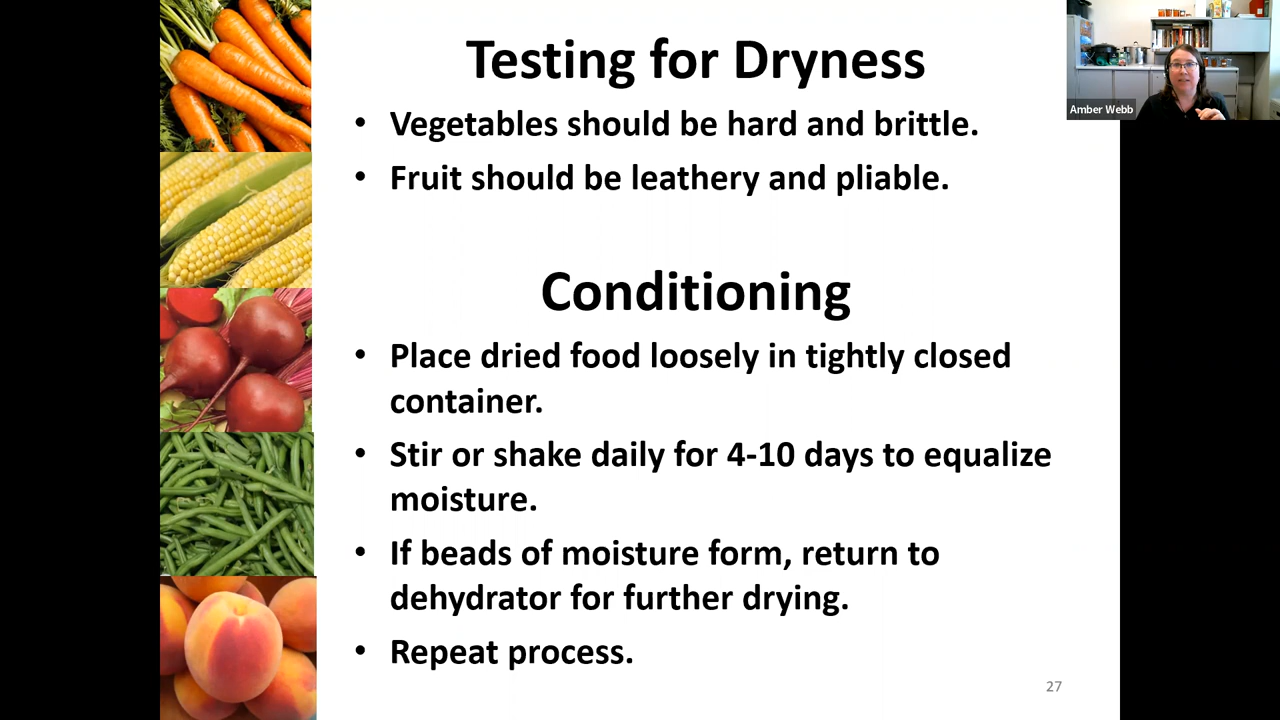 Testing for Dryness
• Vegetables should be hard and brittle.
• Fruit should be leathery and pliable.
Conditioning
• Place dried food loosely in tightly closed
container.
• Stir or shake daily for 4-10 days to equalize
moisture.
• If beads of moisture form, return to
dehydrator for further drying.
• Repeat process.
27
Amber Webb